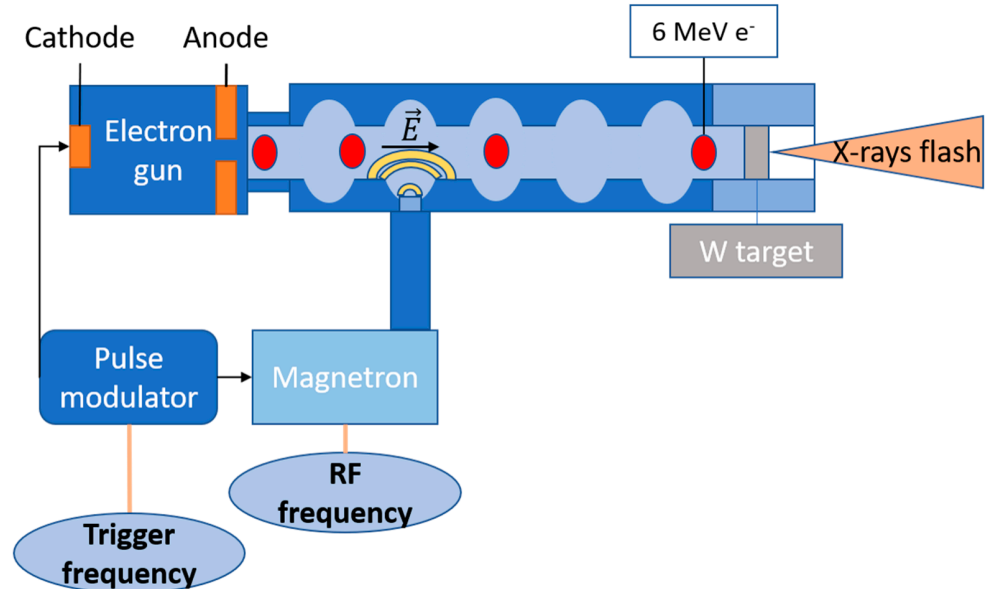 6 MeV e⁻
Cathode
Anode
Electron
gun
E⃗
X-rays flash
W target
Pulse
modulator
Magnetron
RF
frequency
Trigger
frequency